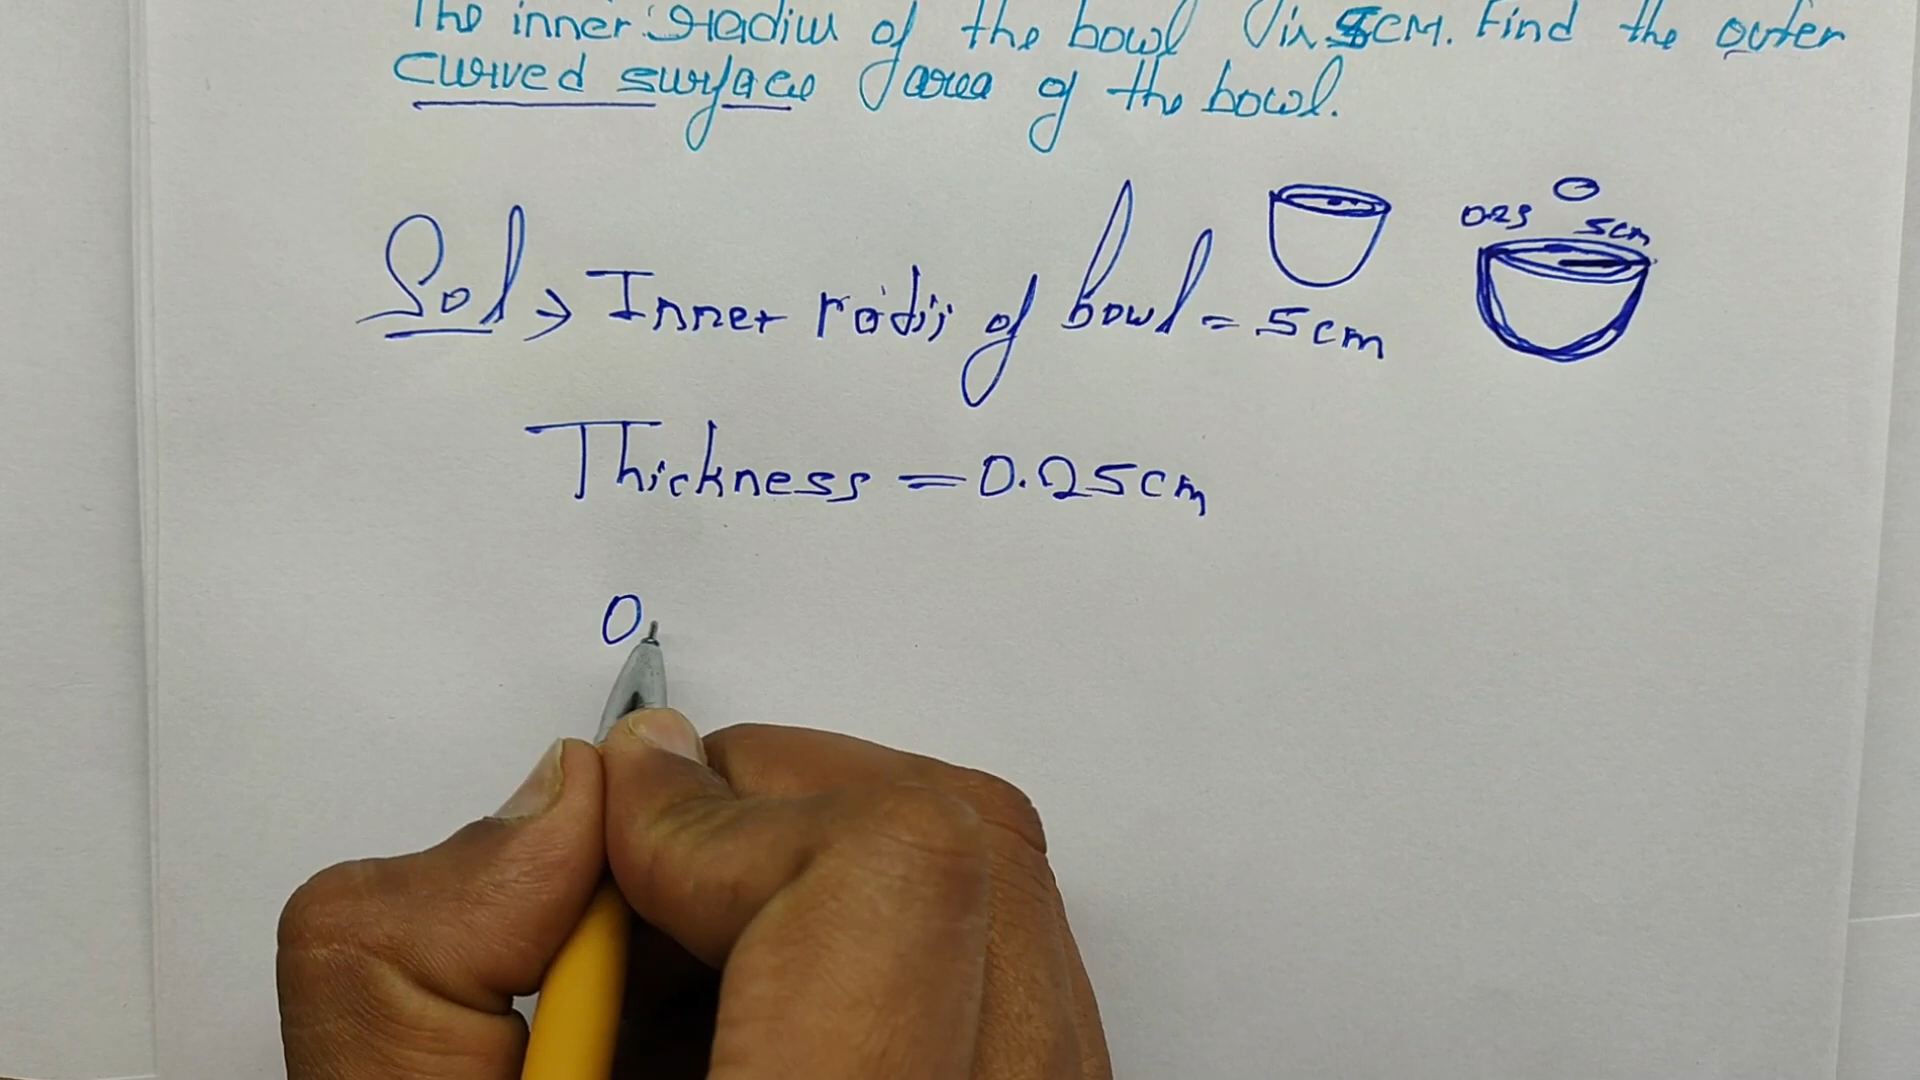 The inner radius of the bowl is 5cm. Find the outer
curved surface area of the bowl.
0.25 5cm
Sol → Inner radii of bowl = 5cm
Thickness = 0.25cm
O